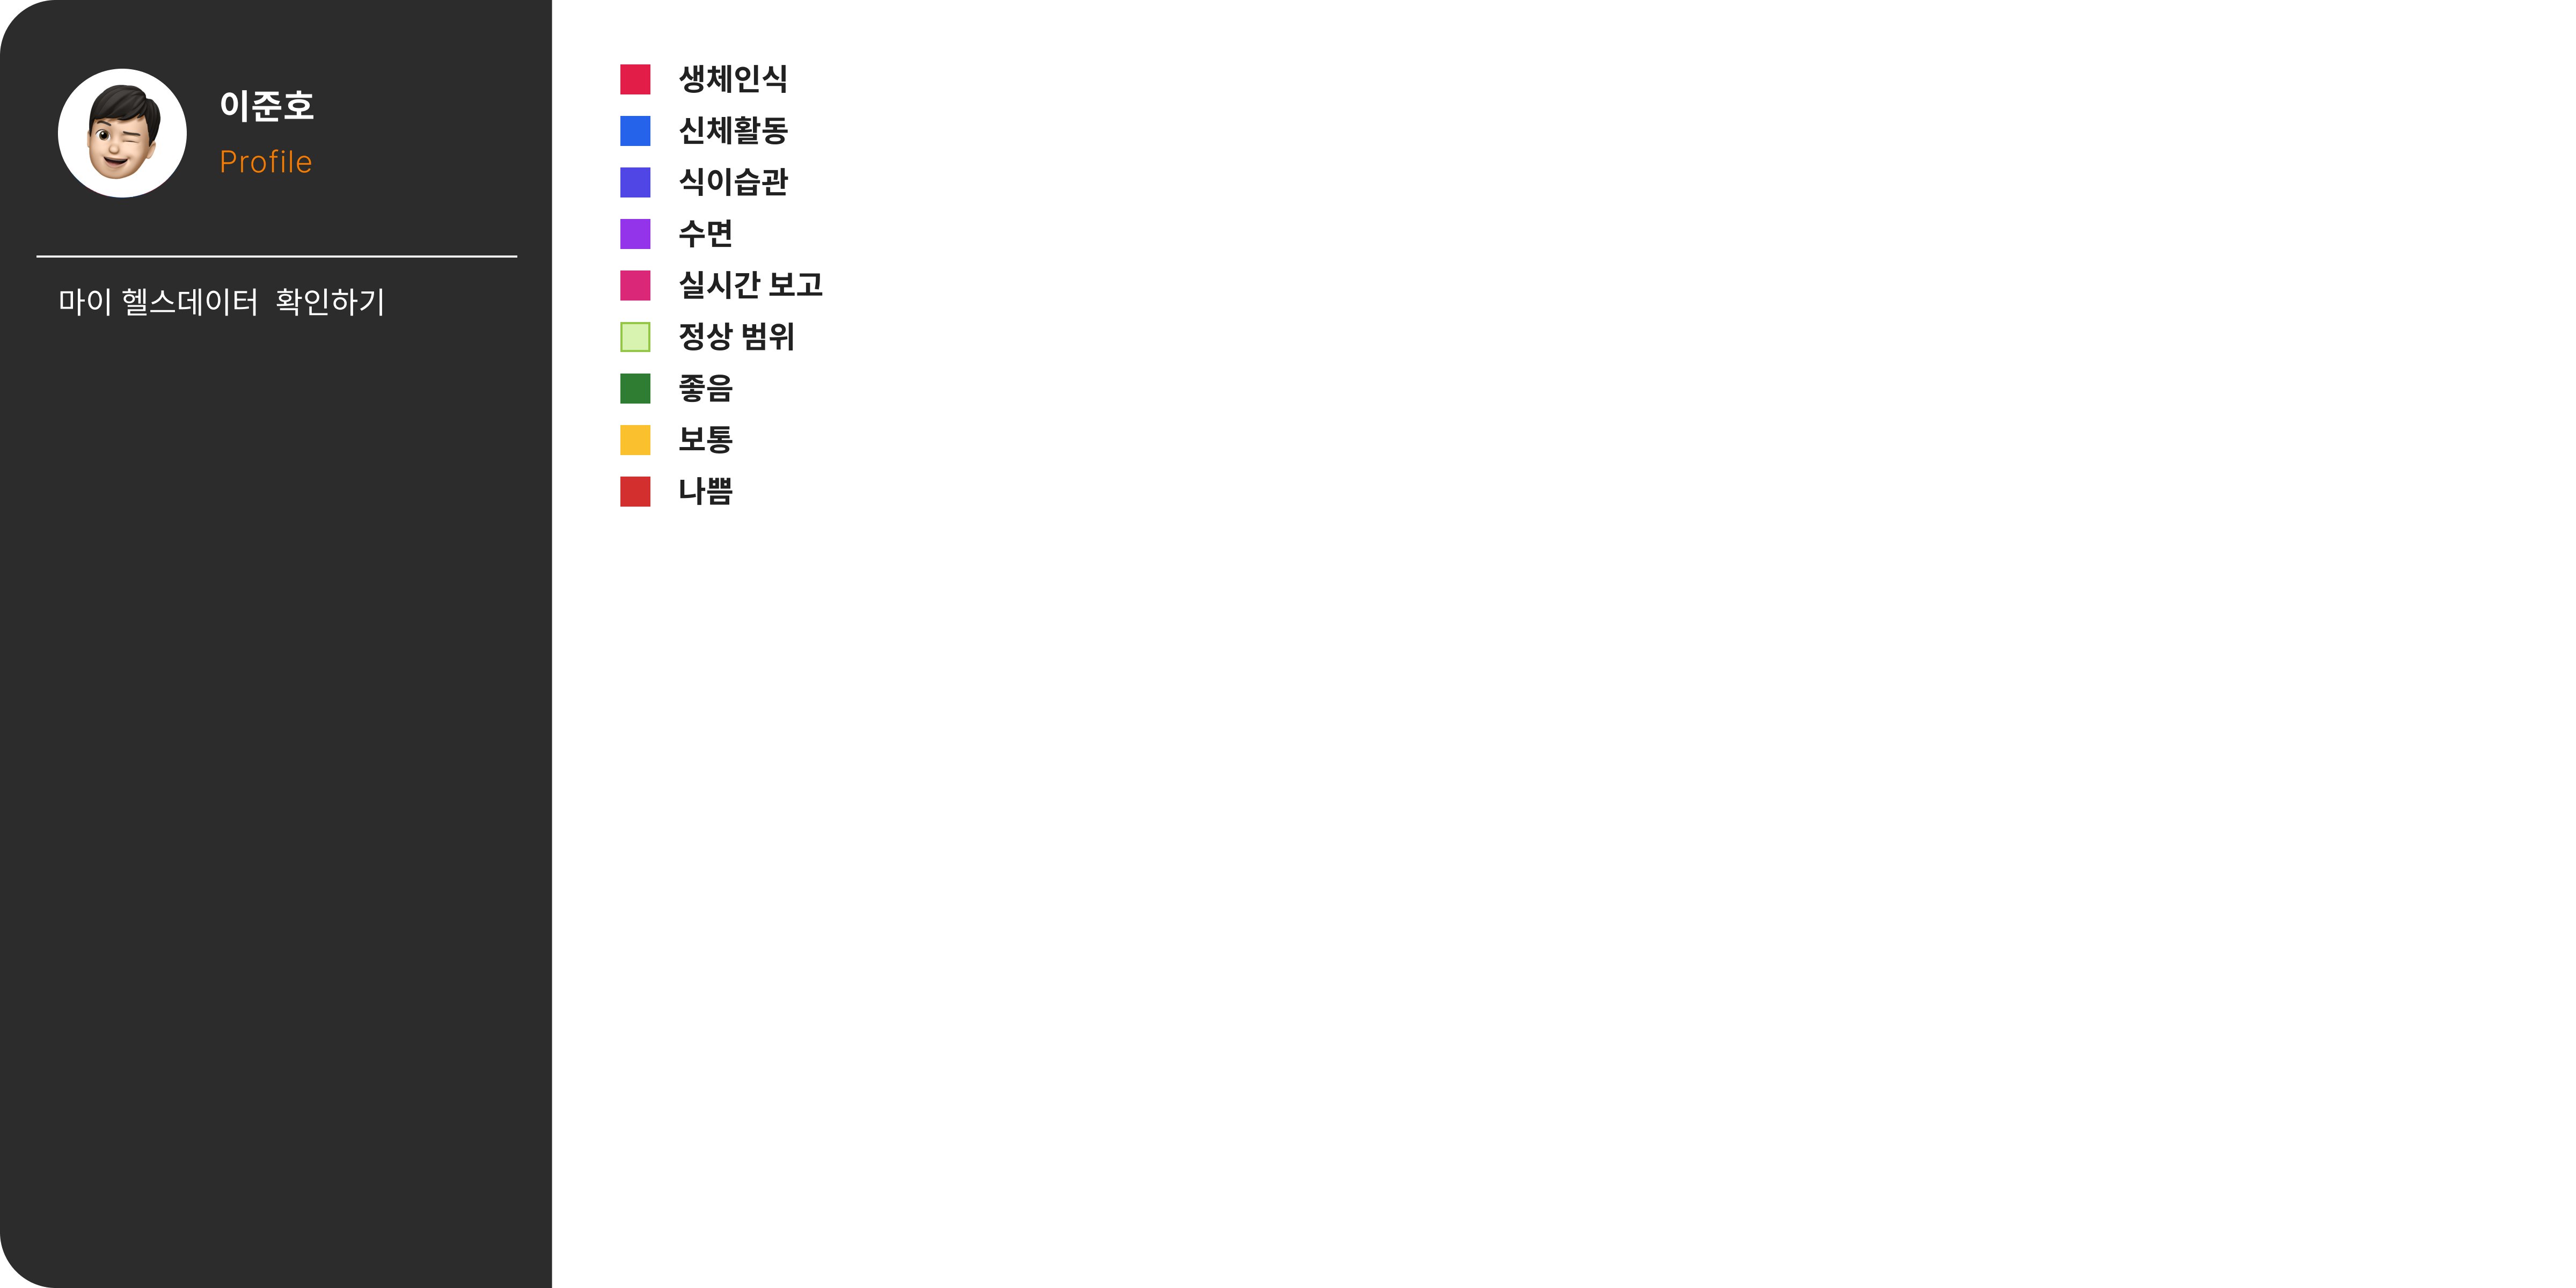 이준호
Profile
마이 헬스데이터  확인하기
생체인식
신체활동
식이습관
수면
실시간 보고
정상 범위
좋음
보통
나쁨